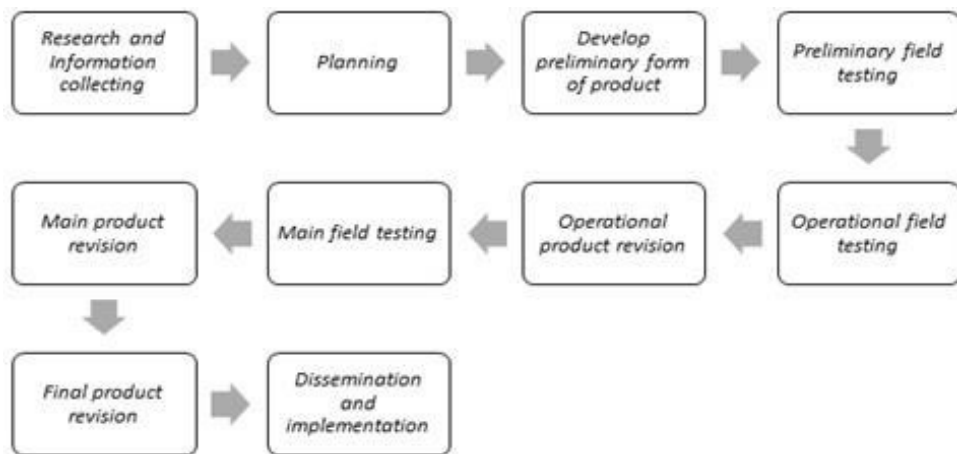 Research and
Information
collecting
Planning
Develop
preliminary form
of product
Preliminary field
testing
Operational field
testing
Operational
product revision
Main field testing
Main product
revision
Final product
revision
Dissemination
and
implementation